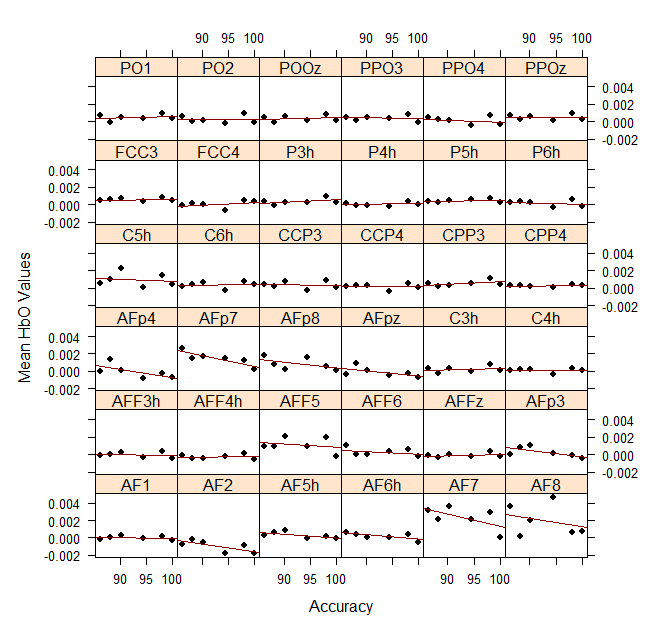 90 95 100 90 95 100 90 95 100
PO1 PO2 POOz PPO3 PPO4 PPOz
0.004
0.002
0.000
-0.002
FCC3 FCC4 P3h P4h P5h P6h
0.004
0.002
0.000
-0.002
C5h C6h CCP3 CCP4 CPP3 CPP4
0.004
0.002
0.000
-0.002
AFp4 AFp7 AFp8 AFpz C3h C4h
0.004
0.002
0.000
-0.002
AFF3h AFF4h AFF5 AFF6 AFFz AFp3
0.004
0.002
0.000
-0.002
AF1 AF2 AF5h AF6h AF7 AF8
0.004
0.002
0.000
-0.002
90 95 100 90 95 100 90 95 100
Mean HbO Values
Accuracy